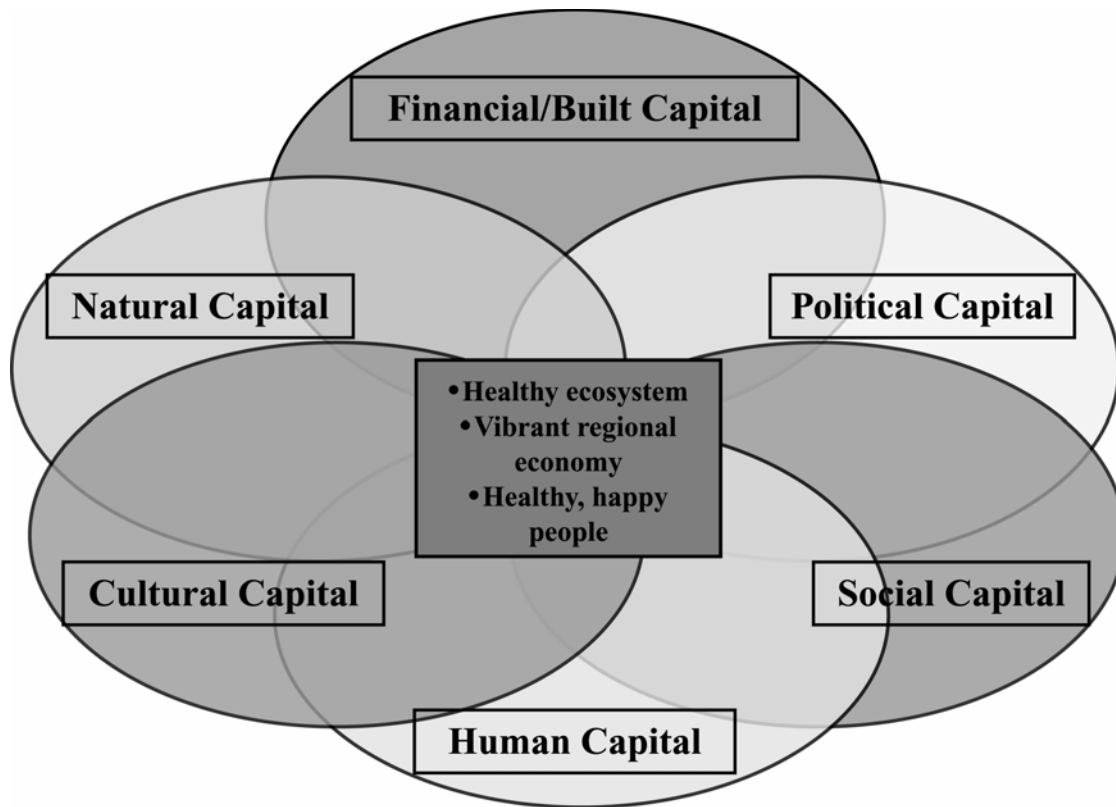 Financial/Built Capital
Natural Capital
Political Capital
•Healthy ecosystem
•Vibrant regional
economy
•Healthy, happy
people
Cultural Capital
Social Capital
Human Capital